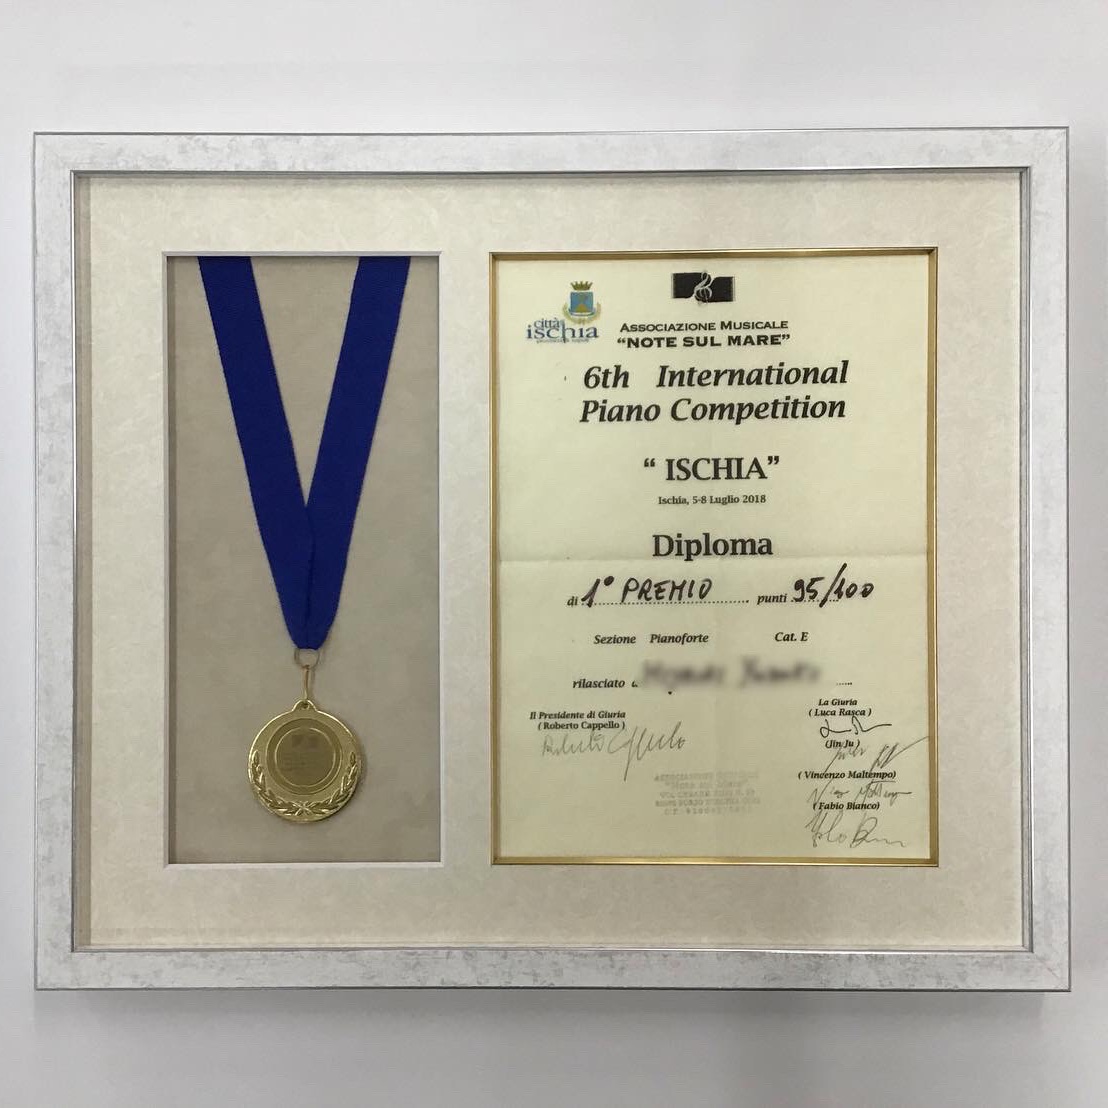 città
ischia
ASSOCIAZIONE MUSICALE
"NOTE SUL MARE"
6th International
Piano Competition
" ISCHIA"
Ischia, 5-8 Luglio 2018
Diploma
di 1° PREMIO punti 95/100
Sezione Pianoforte Cat. E
rilasciato
Il Presidente di Giuria
( Roberto Cappello )
Roberto Cappello
La Giuria
( Luca Rasca )
(Jin Ju )
( Vincenzo Maltempo)
( Fabio Bianco)